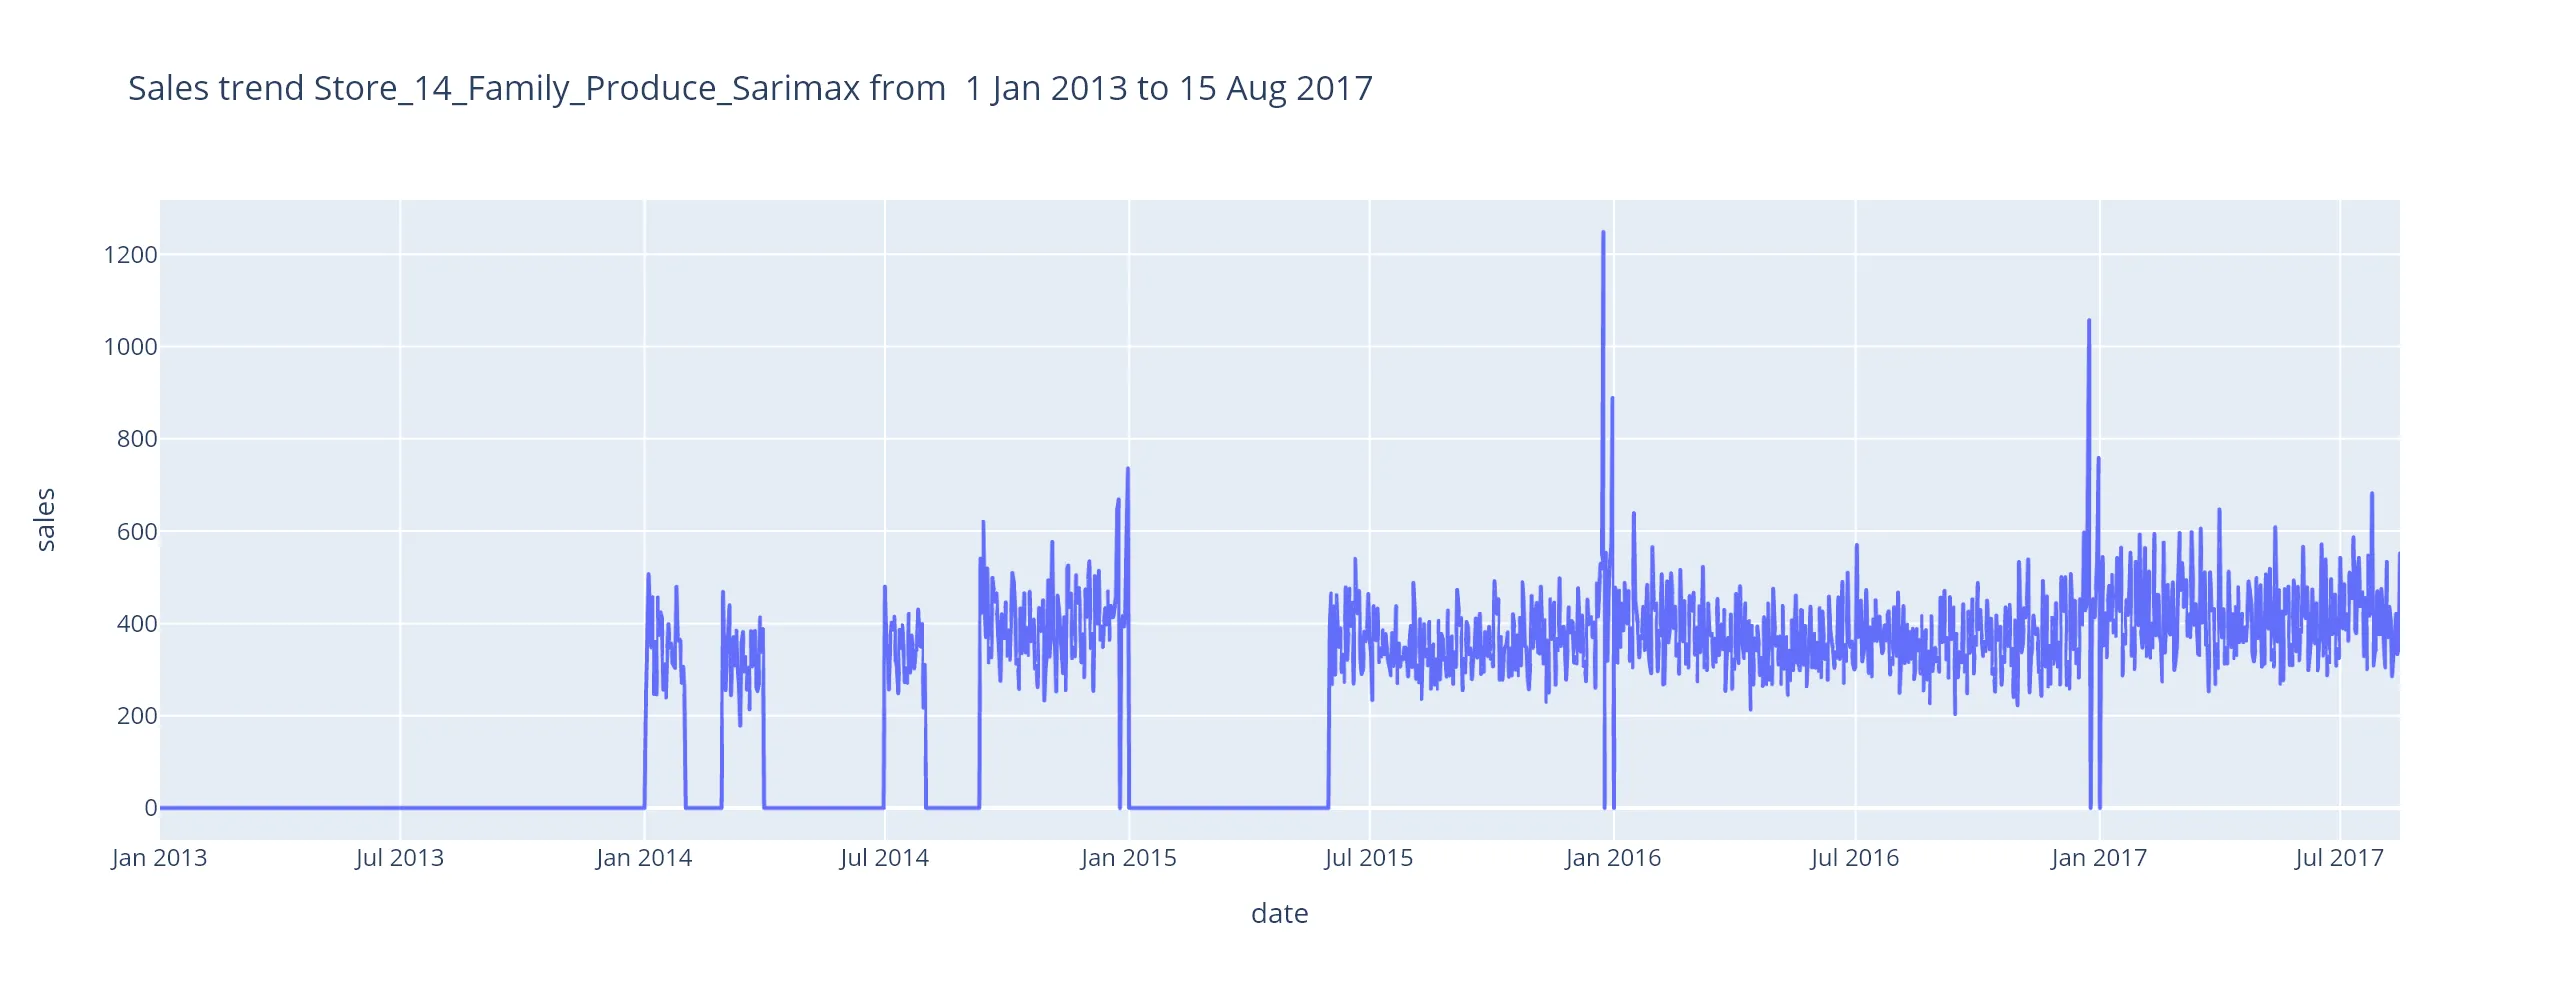 Sales trend Store_14_Family_Produce_Sarimax from  1 Jan 2013 to 15 Aug 2017
1200
1000
800
600
400
200
0
sales
Jan 2013 Jul 2013 Jan 2014 Jul 2014 Jan 2015 Jul 2015 Jan 2016 Jul 2016 Jan 2017 Jul 2017
date